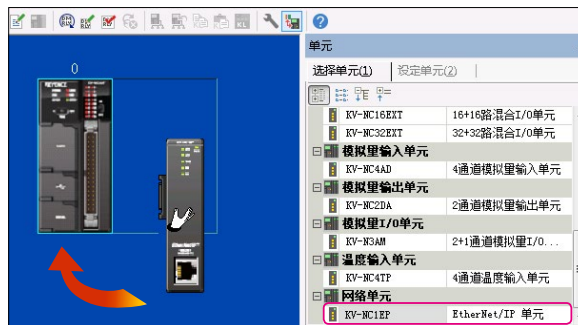 单元
选择单元(1) 设定单元(2)
0
KEYENCE
KV-NC16EXT 16+16路混合I/O单元
KV-NC32EXT 32+32路混合I/O单元
模拟量输入单元
KV-NC4AD 4通道模拟量输入单元
模拟量输出单元
KV-NC2DA 2通道模拟量输出单元
模拟量I/O单元
KV-N3AM 2+1通道模拟量I/O...
温度输入单元
KV-NC4TP 4通道温度输入单元
网络单元
KV-NC1EP EtherNet/IP 单元
EtherNet/IP